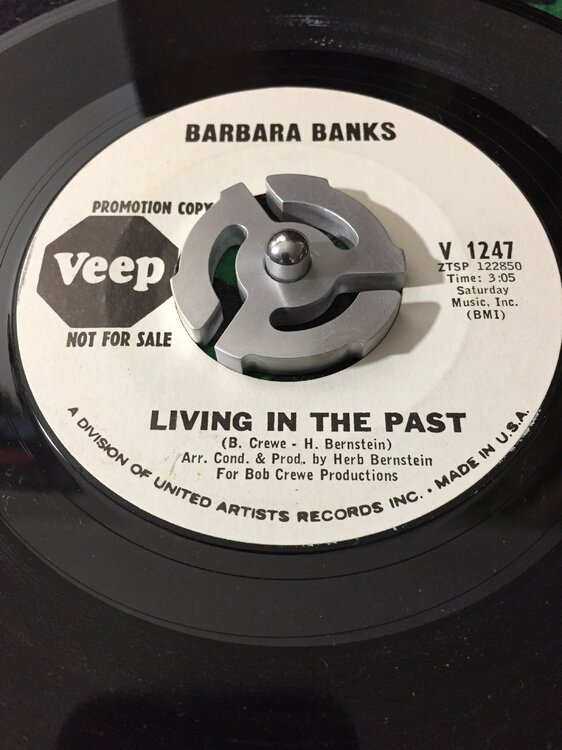 BARBARA BANKS
PROMOTION COPY
Veep
NOT FOR SALE
V 1247
ZTSP 122850
Time: 3:05
Saturday
Music, Inc.
(BMI)
LIVING IN THE PAST
(B. Crewe - H. Bernstein)
Arr. Cond. & Prod. by Herb Bernstein
For Bob Crewe Productions
A DIVISION OF UNITED ARTISTS RECORDS INC. • MADE IN U.S.A.